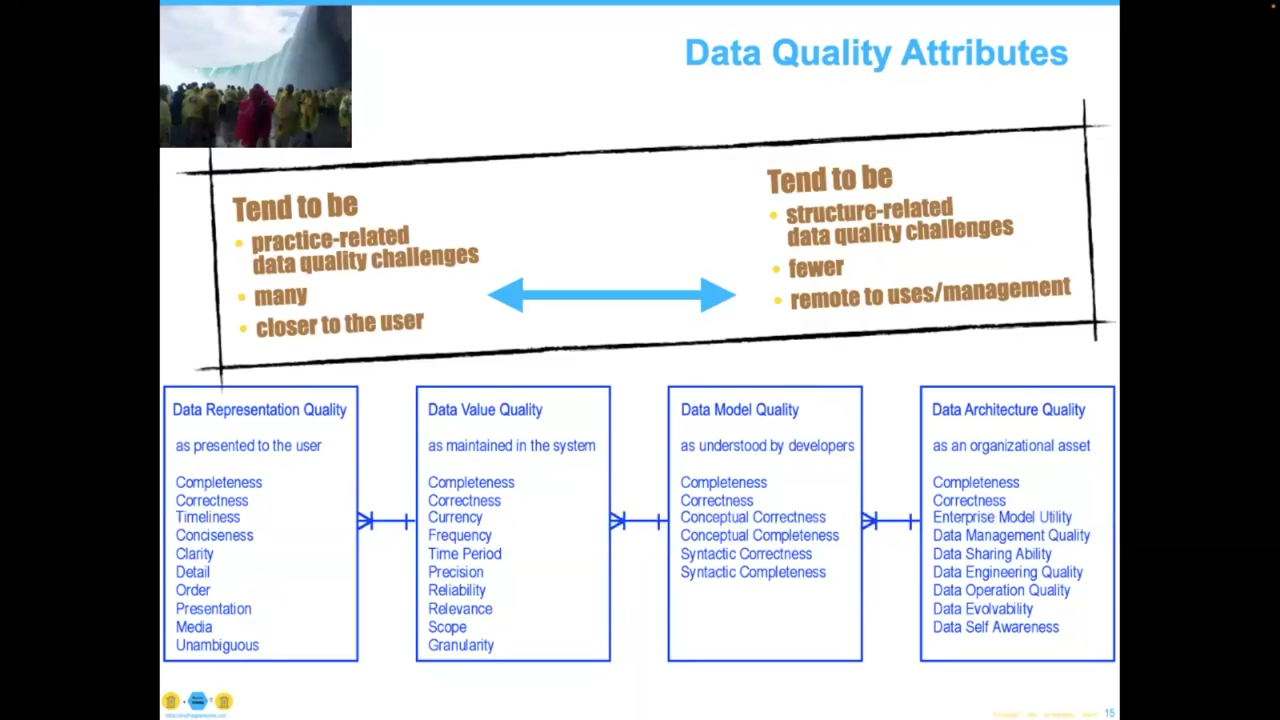 Data Quality Attributes
Tend to be
practice-related
data quality challenges
many
closer to the user
Tend to be
structure-related
data quality challenges
fewer
remote to uses/management
Data Representation Quality
as presented to the user
Completeness
Correctness
Timeliness
Conciseness
Clarity
Detail
Order
Presentation
Media
Unambiguous
Data Value Quality
as maintained in the system
Completeness
Correctness
Currency
Frequency
Time Period
Precision
Reliability
Relevance
Scope
Granularity
Data Model Quality
as understood by developers
Completeness
Correctness
Conceptual Correctness
Conceptual Completeness
Syntactic Correctness
Syntactic Completeness
Data Architecture Quality
as an organizational asset
Completeness
Correctness
Enterprise Model Utility
Data Management Quality
Data Sharing Ability
Data Engineering Quality
Data Operation Quality
Data Evolvability
Data Self Awareness
15